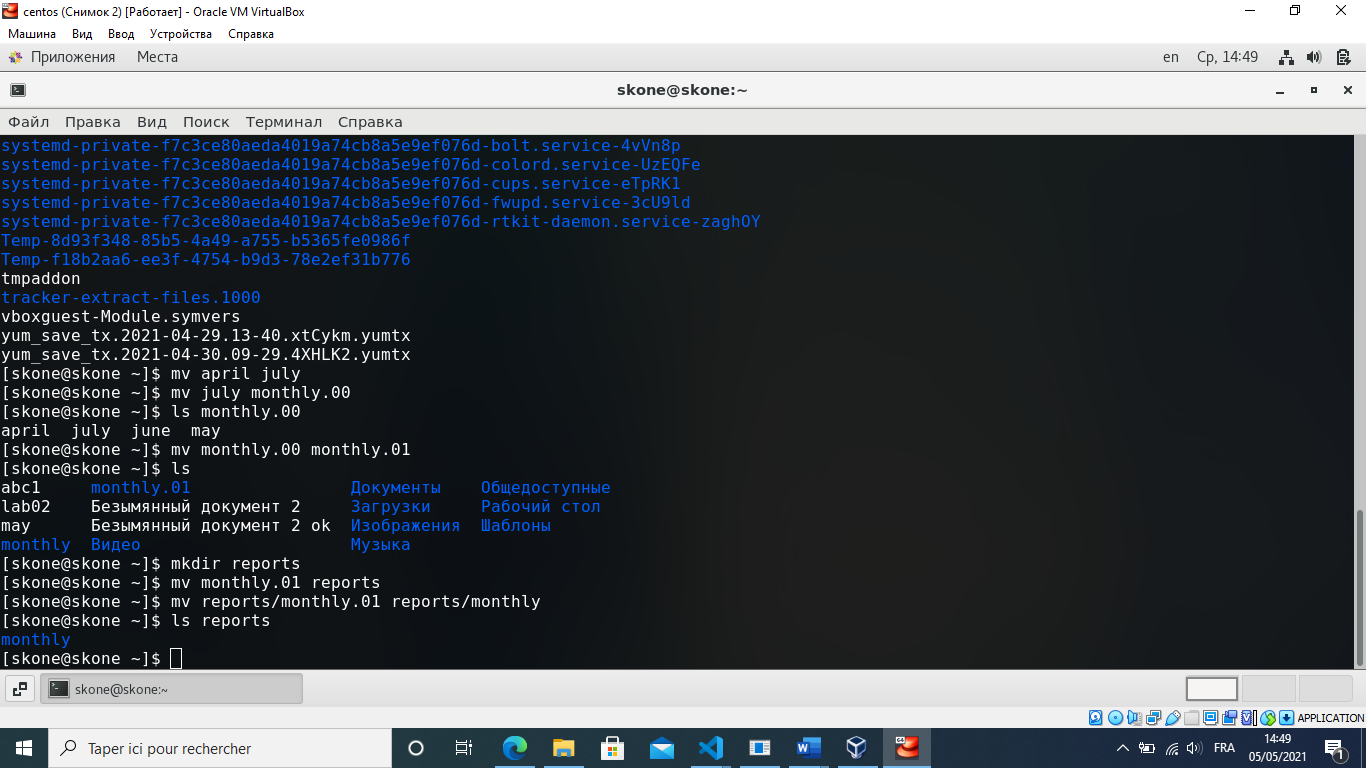 centos (Снимок 2) [Работает] - Oracle VM VirtualBox
Машина Вид Ввод Устройства Справка
Приложения Места en Ср, 14:49
skone@skone:~
Файл Правка Вид Поиск Терминал Справка
systemd-private-f7c3ce80aeda4019a74cb8a5e9ef076d-bolt.service-4vVn8p
systemd-private-f7c3ce80aeda4019a74cb8a5e9ef076d-colord.service-UzEQFe
systemd-private-f7c3ce80aeda4019a74cb8a5e9ef076d-cups.service-eTpRK1
systemd-private-f7c3ce80aeda4019a74cb8a5e9ef076d-fwupd.service-3cU9ld
systemd-private-f7c3ce80aeda4019a74cb8a5e9ef076d-rtkit-daemon.service-zaghOY
Temp-8d93f348-85b5-4a49-a755-b5365fe0986f
Temp-f18b2aa6-ee3f-4754-b9d3-78e2ef31b776
tmpaddon
tracker-extract-files.1000
vboxguest-Module.symvers
yum_save_tx.2021-04-29.13-40.xtCykm.yumtx
yum_save_tx.2021-04-30.09-29.4XHLK2.yumtx
[skone@skone ~]$ mv april july
[skone@skone ~]$ mv july monthly.00
[skone@skone ~]$ ls monthly.00
april july june may
[skone@skone ~]$ mv monthly.00 monthly.01
[skone@skone ~]$ ls
abc1 monthly.01 Документы Общедоступные
lab02 Безымянный документ 2 Загрузки Рабочий стол
may Безымянный документ 2 ok Изображения Шаблоны
monthly Видео Музыка
[skone@skone ~]$ mkdir reports
[skone@skone ~]$ mv monthly.01 reports
[skone@skone ~]$ mv reports/monthly.01 reports/monthly
[skone@skone ~]$ ls reports
monthly
[skone@skone ~]$
skone@skone:~
APPLICATION
Taper ici pour rechercher
FRA
14:49
05/05/2021
1